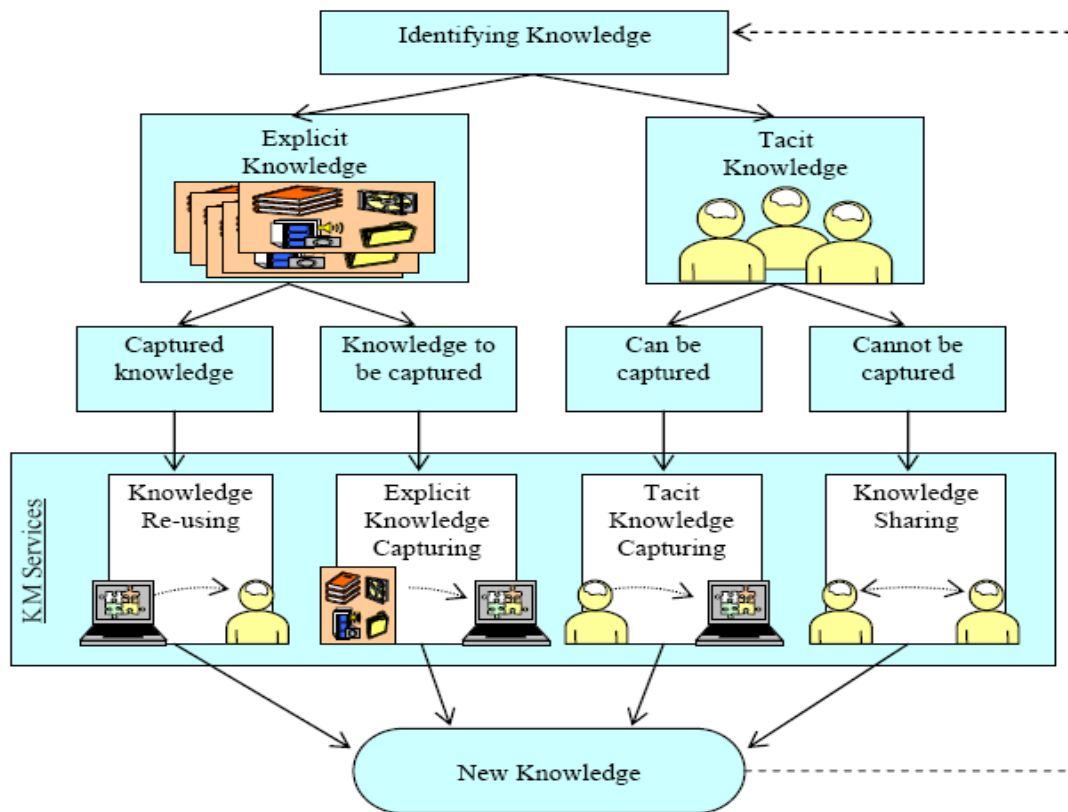 Identifying Knowledge
Explicit
Knowledge
Tacit
Knowledge
Captured
knowledge
Knowledge to
be captured
Can be
captured
Cannot be
captured
KM Services
Knowledge
Re-using
Explicit
Knowledge
Capturing
Tacit
Knowledge
Capturing
Knowledge
Sharing
New Knowledge